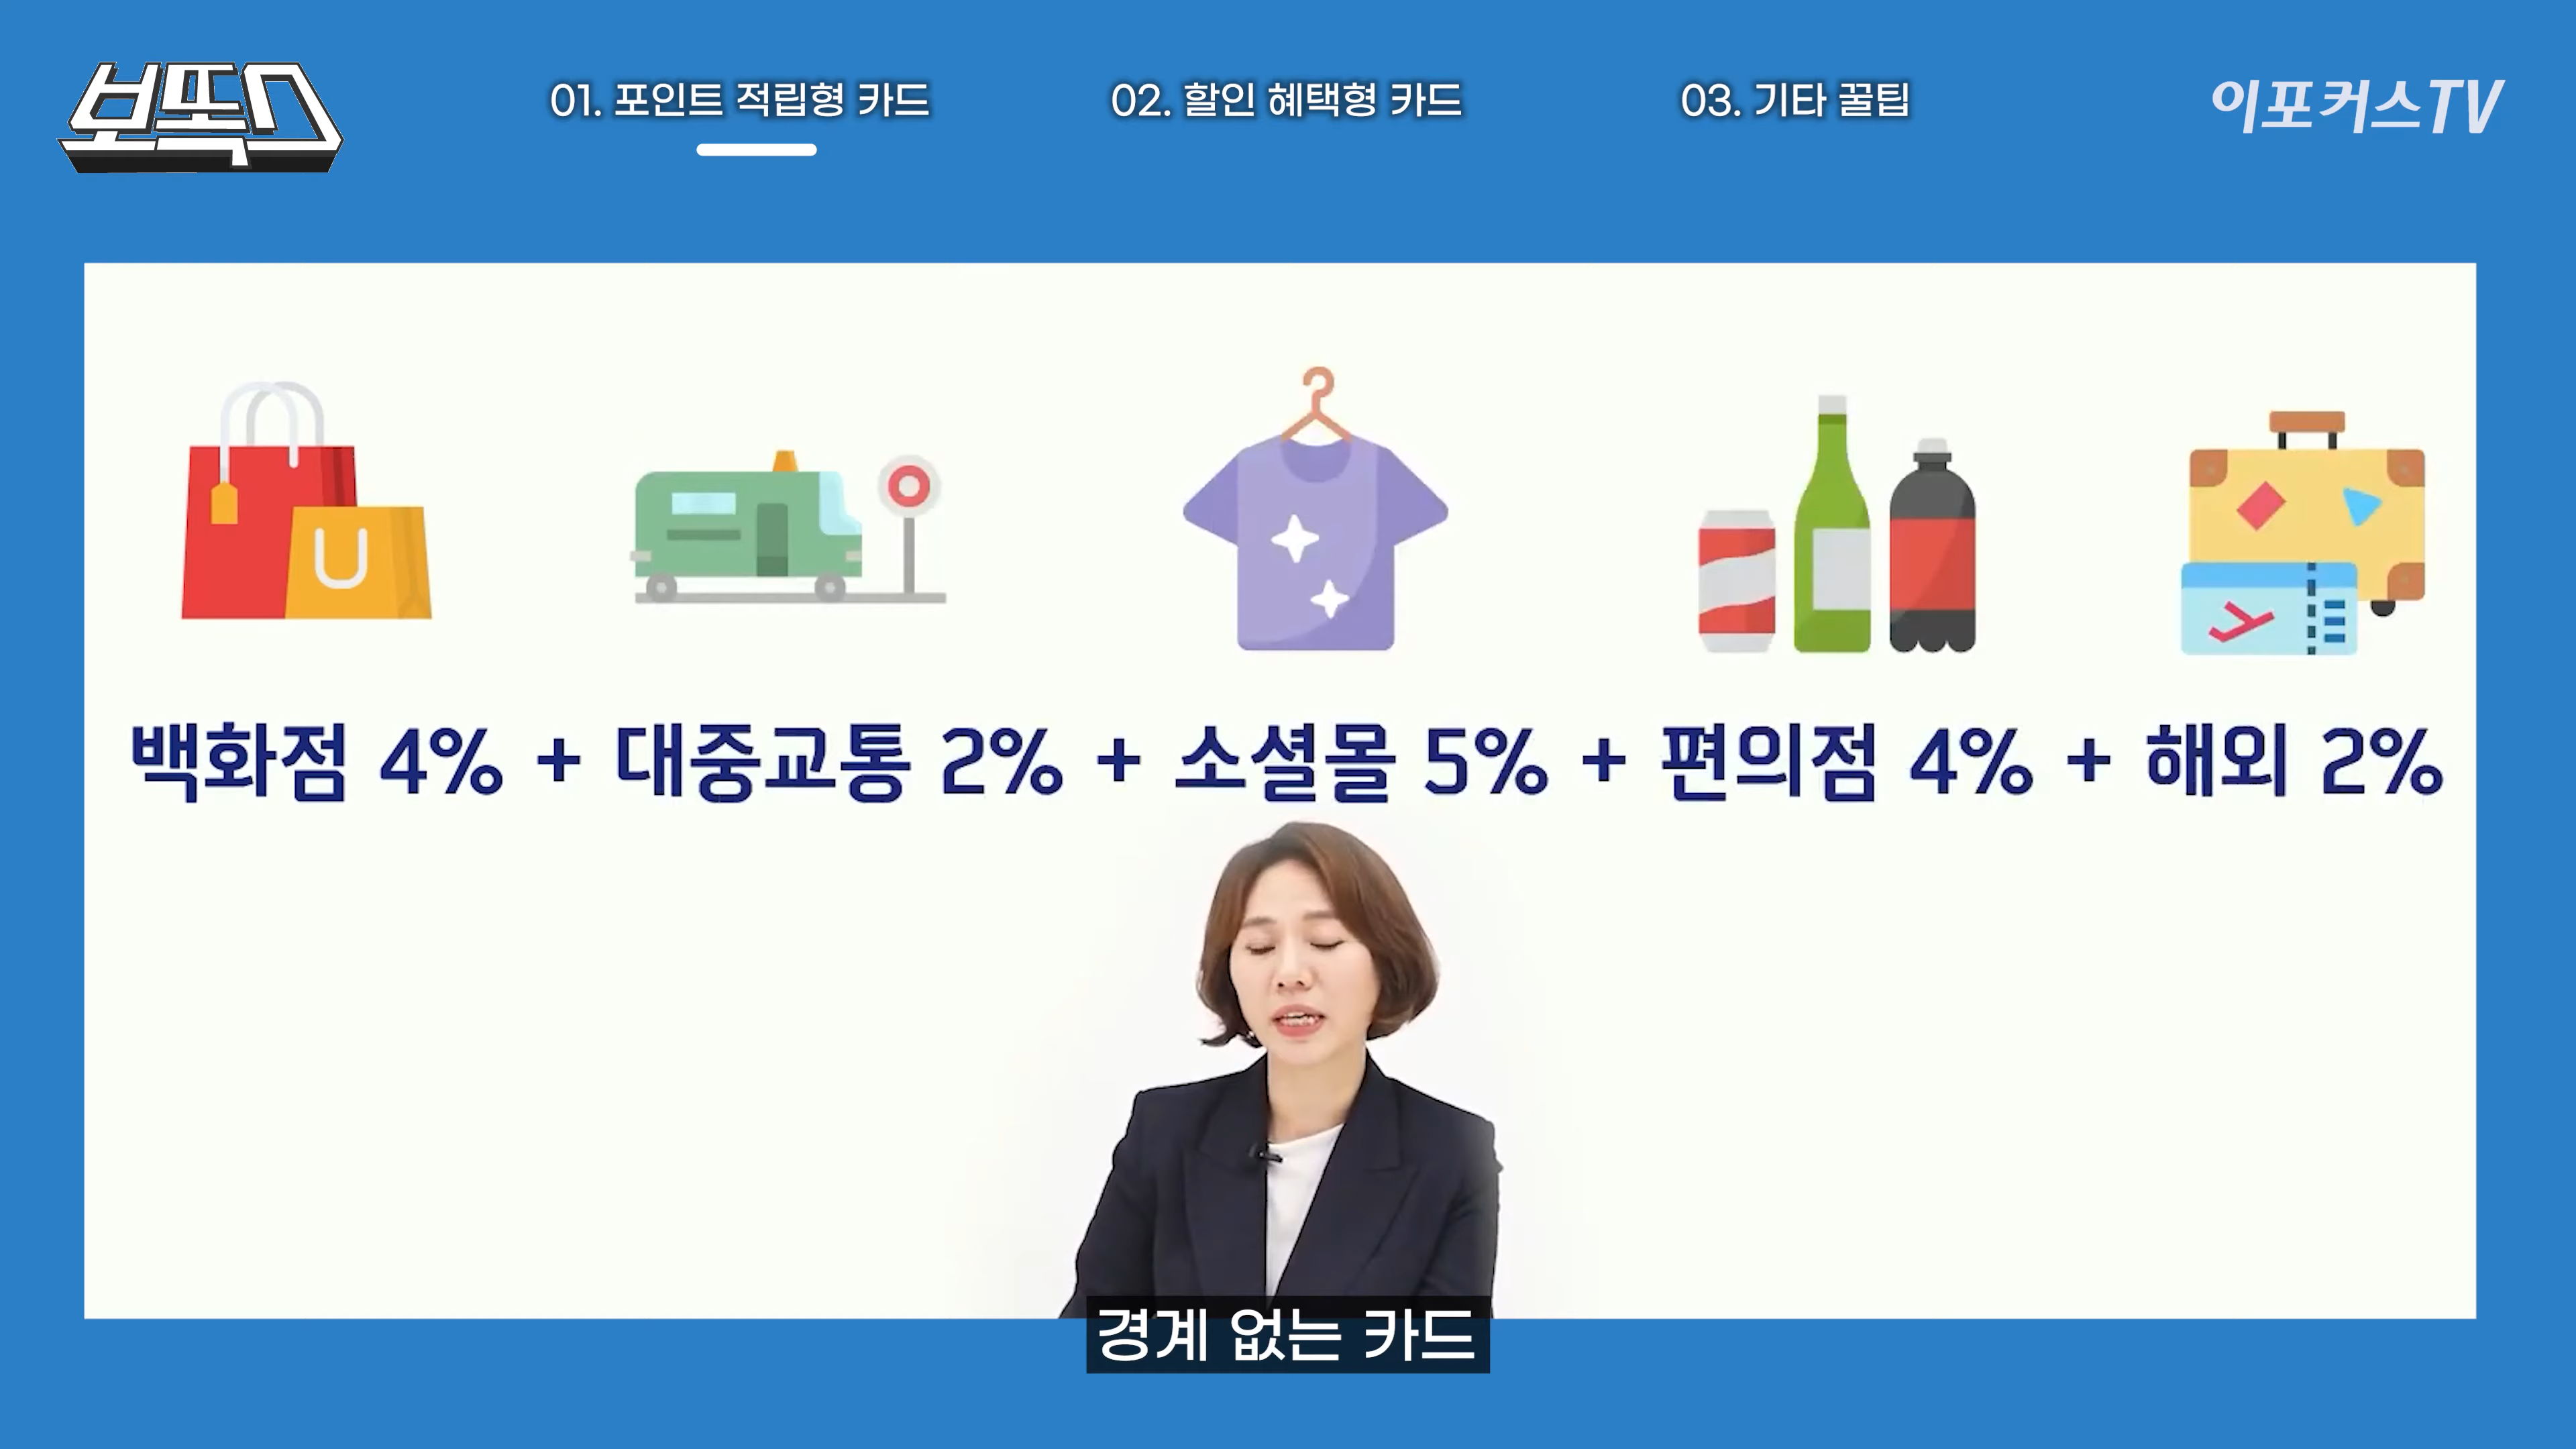 보똑스
01. 포인트 적립형 카드
02. 할인 혜택형 카드
03. 기타 꿀팁
이포커스TV
백화점 4% + 대중교통 2% + 소셜몰 5% + 편의점 4% + 해외 2%
경계 없는 카드